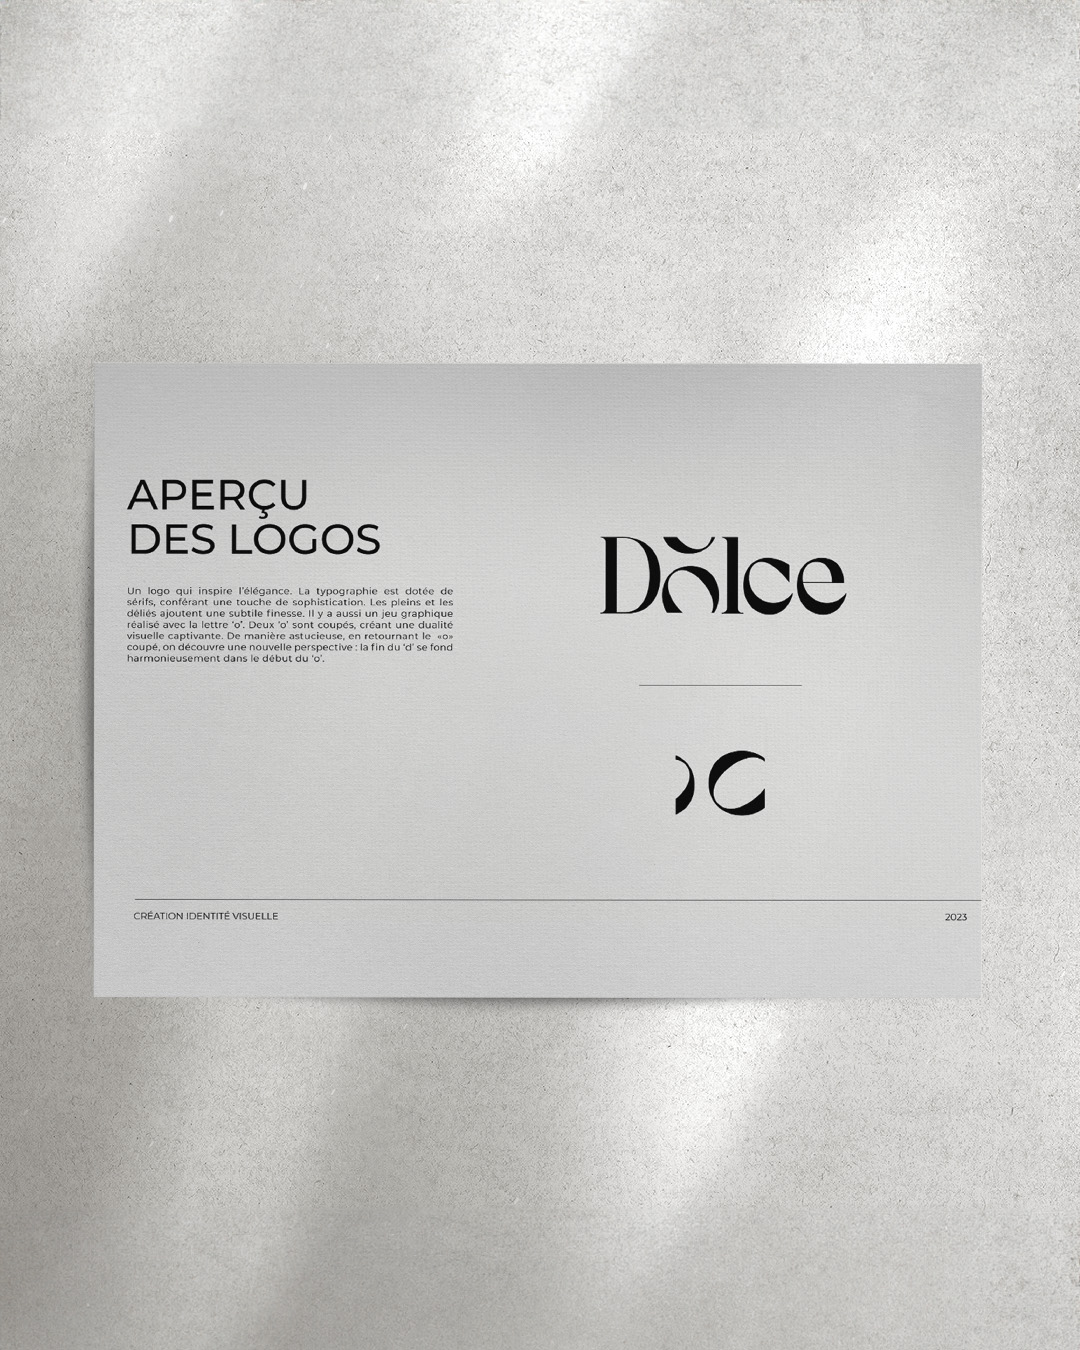 APERÇU
DES LOGOS
Un logo qui inspire l'élégance. La typographie est dotée de
sérifs, conférant une touche de sophistication. Les pleins et les
déliés ajoutent une subtile finesse. Il y a aussi un jeu graphique
réalisé avec la lettre 'o'. Deux 'o' sont coupés, créant une dualité
visuelle captivante. De manière astucieuse, en retournant le «o»
coupé, on découvre une nouvelle perspective : la fin du 'd' se fond
harmonieusement dans le début du 'o'.
Dolce
CRÉATION IDENTITÉ VISUELLE
2023